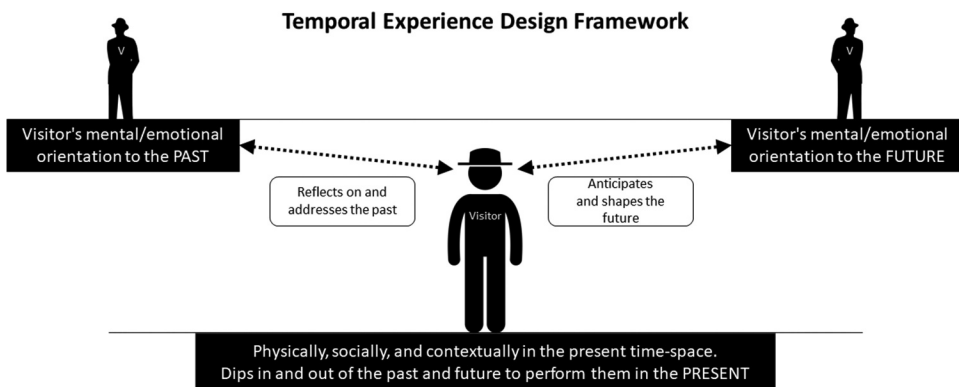 Temporal Experience Design Framework
V
V
Visitor's mental/emotional
orientation to the PAST
Visitor's mental/emotional
orientation to the FUTURE
Reflects on and
addresses the past
Anticipates
and shapes the
future
Visitor
Physically, socially, and contextually in the present time-space.
Dips in and out of the past and future to perform them in the PRESENT